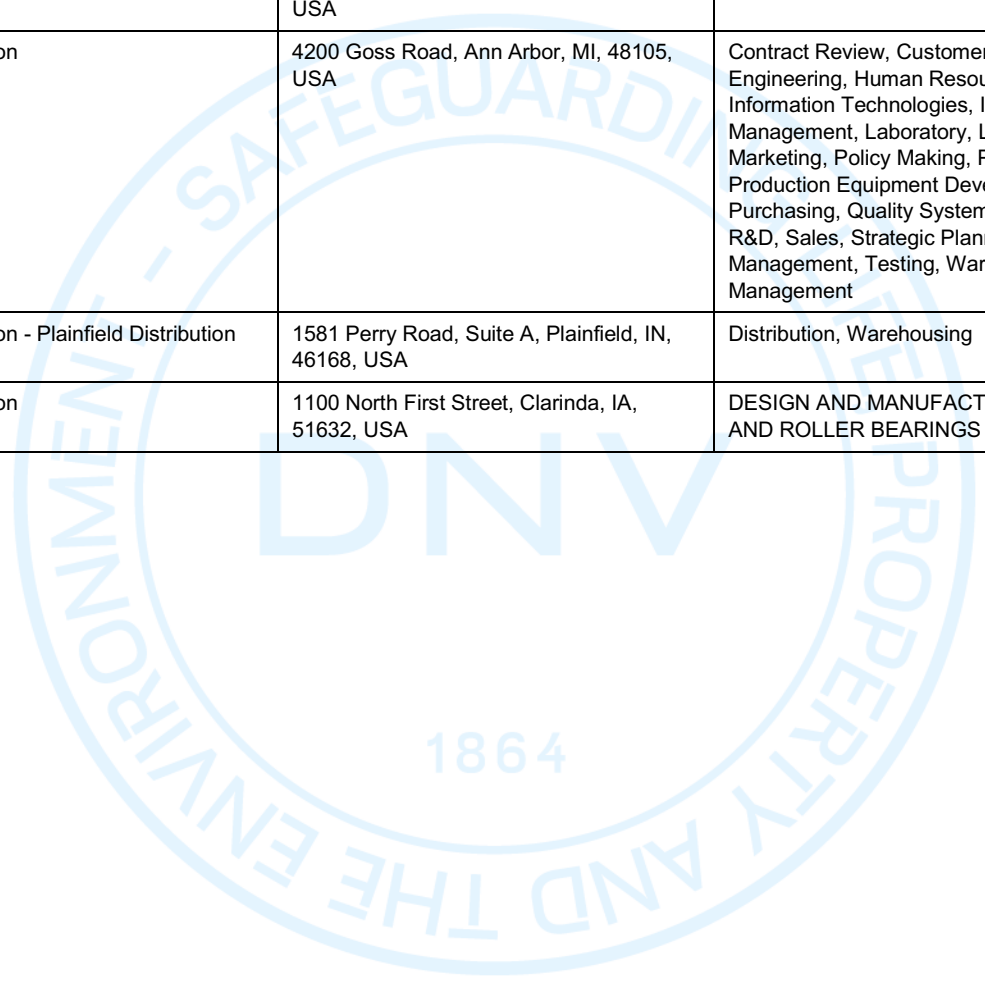 USA
on
4200 Goss Road, Ann Arbor, MI, 48105,
USA
Contract Review, Customer
Engineering, Human Resou
Information Technologies, I
Management, Laboratory, L
Marketing, Policy Making, P
Production Equipment Deve
Purchasing, Quality System
R&D, Sales, Strategic Plann
Management, Testing, War
Management
on - Plainfield Distribution
1581 Perry Road, Suite A, Plainfield, IN,
46168, USA
Distribution, Warehousing
on
1100 North First Street, Clarinda, IA,
51632, USA
DESIGN AND MANUFACT
AND ROLLER BEARINGS
SAFEGUARDING LIFE PROPERTY AND THE ENVIRONMENT -
DNV
1864